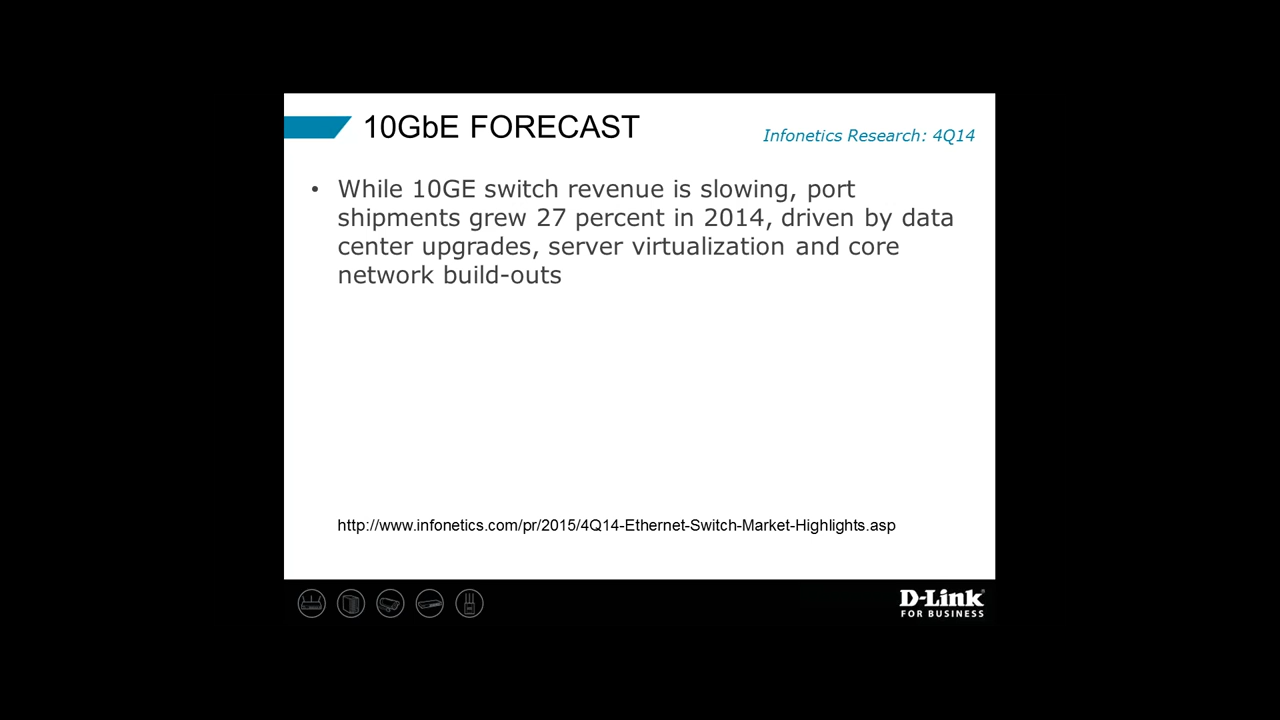 10GbE FORECAST
Infonetics Research: 4Q14
• While 10GE switch revenue is slowing, port
shipments grew 27 percent in 2014, driven by data
center upgrades, server virtualization and core
network build-outs
http://www.infonetics.com/pr/2015/4Q14-Ethernet-Switch-Market-Highlights.asp
D-Link
FOR BUSINESS